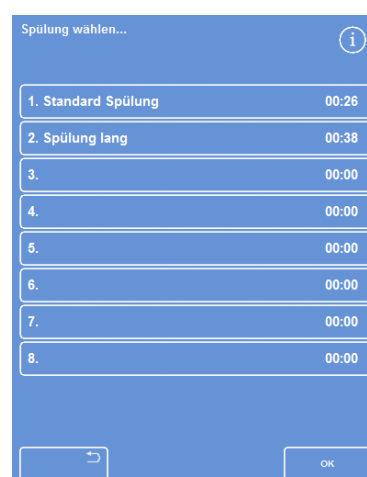 Spülung wählen...
i
1. Standard Spülung 00:26
2. Spülung lang 00:38
3. 00:00
4. 00:00
5. 00:00
6. 00:00
7. 00:00
8. 00:00
OK